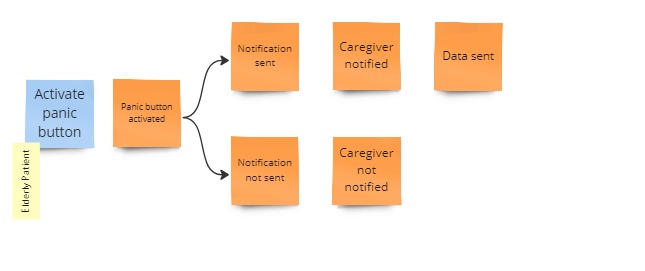 Activate
panic
button
Elderly Patient
Panic button
activated
Notification
sent
Caregiver
notified
Data sent
Notification
not sent
Caregiver
not
notified